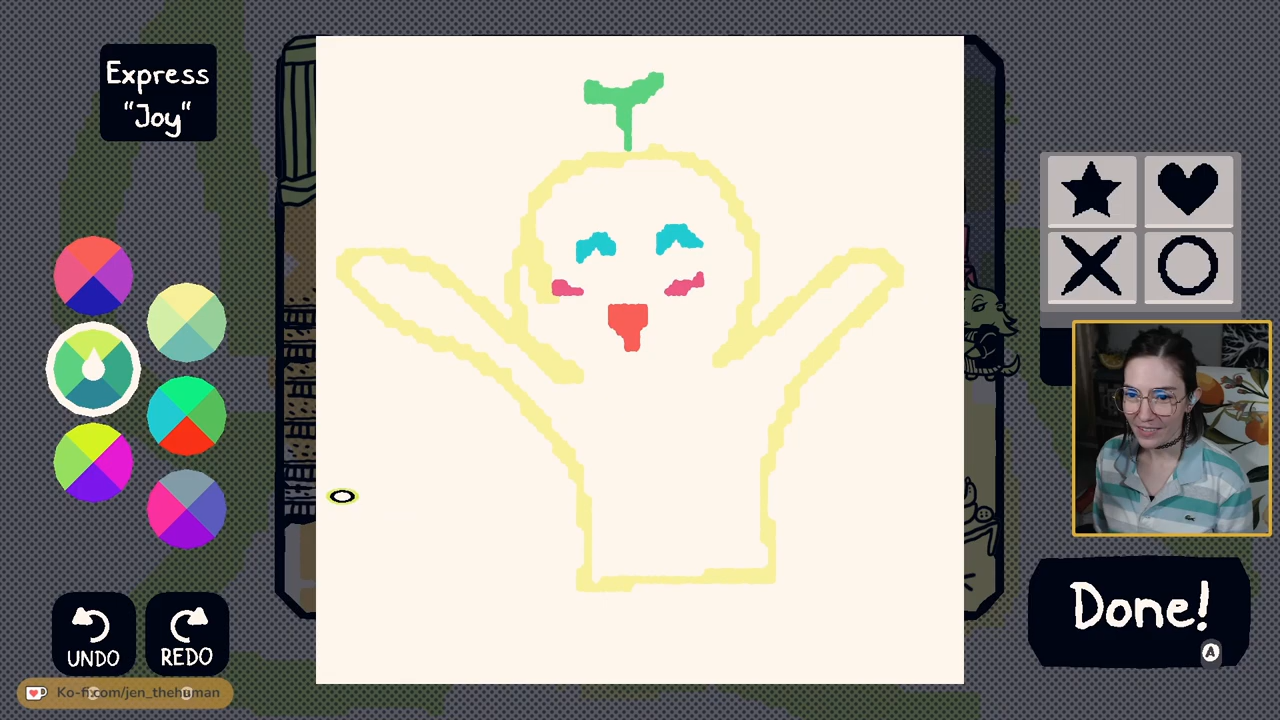 Express
"Joy"
UNDO
REDO
Ko-fi.com/jen_thehuman
Done!
A